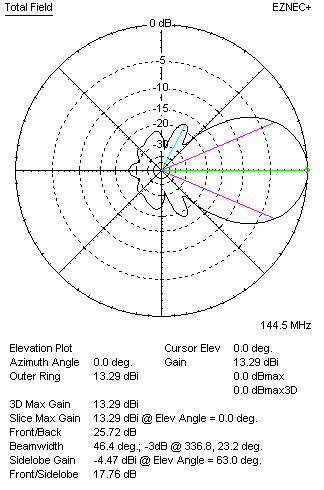 Total Field EZNEC+
0 dB
-5
-10
-15
-20
-30
144.5 MHz
Elevation Plot Cursor Elev 0.0 deg.
Azimuth Angle 0.0 deg. Gain 13.29 dBi
Outer Ring 13.29 dBi 0.0 dBmax
0.0 dBmax3D
3D Max Gain 13.29 dBi
Slice Max Gain 13.29 dBi @ Elev Angle = 0.0 deg.
Front/Back 25.72 dB
Beamwidth 46.4 deg.; -3dB @ 336.8, 23.2 deg.
Sidelobe Gain -4.47 dBi @ Elev Angle = 63.0 deg.
Front/Sidelobe 17.76 dB